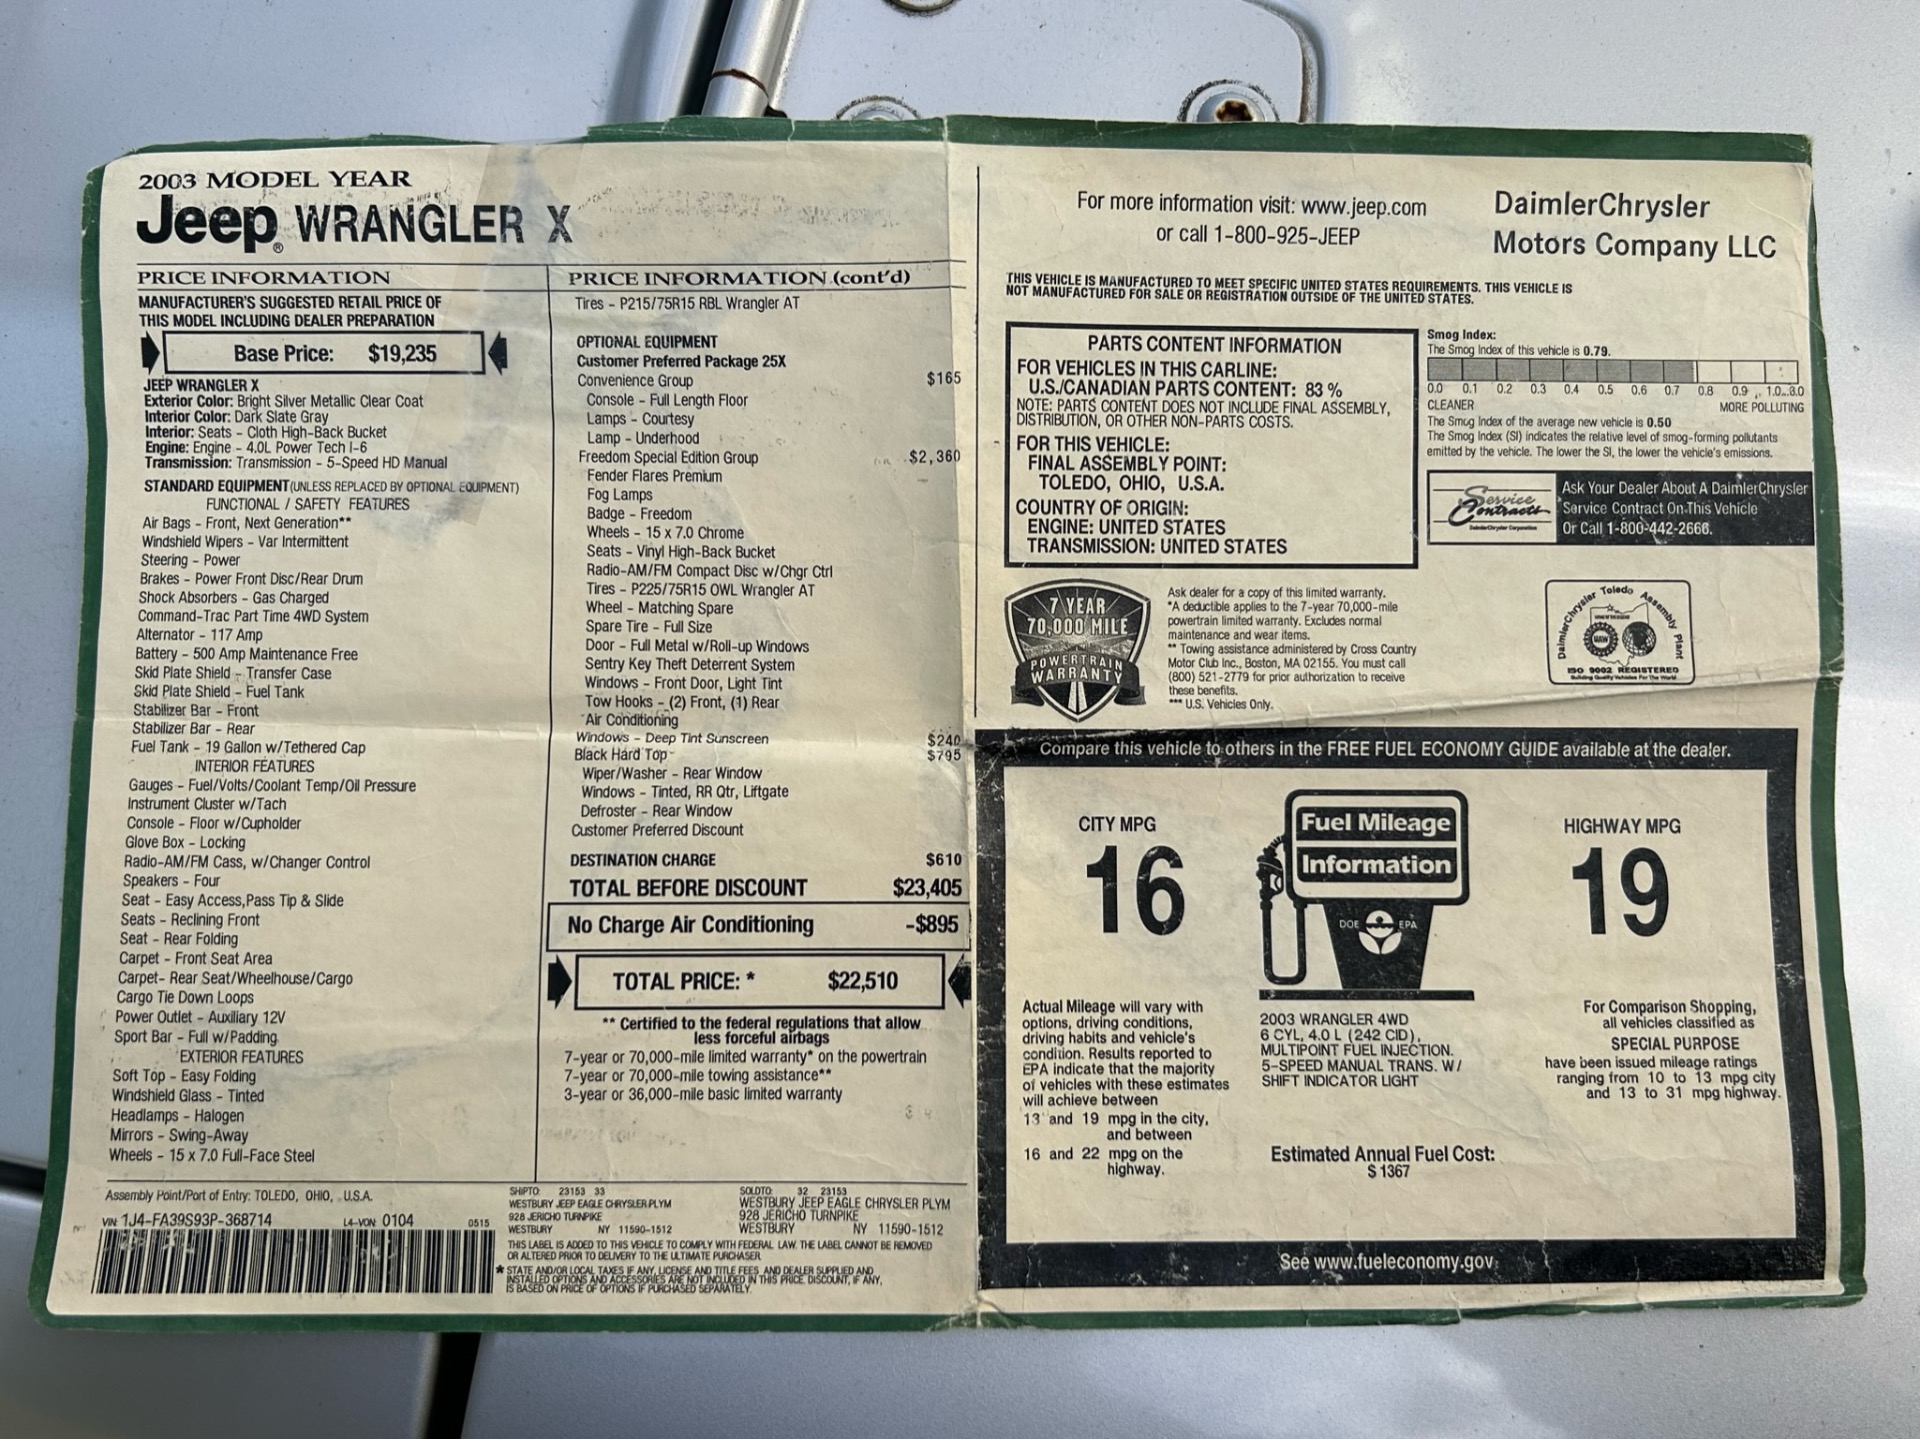 2003 MODEL YEAR
Jeep® WRANGLER X
PRICE INFORMATION
MANUFACTURER'S SUGGESTED RETAIL PRICE OF
THIS MODEL INCLUDING DEALER PREPARATION
Base Price: $19,235
JEEP WRANGLER X
Exterior Color: Bright Silver Metallic Clear Coat
Interior Color: Dark Slate Gray
Interior: Seats - Cloth High-Back Bucket
Engine: Engine - 4.0L Power Tech I-6
Transmission: Transmission - 5-Speed HD Manual
STANDARD EQUIPMENT (UNLESS REPLACED BY OPTIONAL EQUIPMENT)
FUNCTIONAL / SAFETY FEATURES
Air Bags - Front, Next Generation**
Windshield Wipers - Var Intermittent
Steering - Power
Brakes - Power Front Disc/Rear Drum
Shock Absorbers - Gas Charged
Command-Trac Part Time 4WD System
Alternator - 117 Amp
Battery - 500 Amp Maintenance Free
Skid Plate Shield - Transfer Case
Skid Plate Shield - Fuel Tank
Stabilizer Bar - Front
Stabilizer Bar - Rear
Fuel Tank - 19 Gallon w/Tethered Cap
INTERIOR FEATURES
Gauges - Fuel/Volts/Coolant Temp/Oil Pressure
Instrument Cluster w/Tach
Console - Floor w/Cupholder
Glove Box - Locking
Radio-AM/FM Cass, w/Changer Control
Speakers - Four
Seat - Easy Access,Pass Tip & Slide
Seats - Reclining Front
Seat - Rear Folding
Carpet - Front Seat Area
Carpet- Rear Seat/Wheelhouse/Cargo
Cargo Tie Down Loops
Power Outlet - Auxiliary 12V
Sport Bar - Full w/Padding
EXTERIOR FEATURES
Soft Top - Easy Folding
Windshield Glass - Tinted
Headlamps - Halogen
Mirrors - Swing-Away
Wheels - 15 x 7.0 Full-Face Steel
PRICE INFORMATION (cont'd)
Tires - P215/75R15 RBL Wrangler AT
OPTIONAL EQUIPMENT
Customer Preferred Package 25X
Convenience Group $165
Console - Full Length Floor
Lamps - Courtesy
Lamp - Underhood
Freedom Special Edition Group $2,360
Fender Flares Premium
Fog Lamps
Badge - Freedom
Wheels - 15 x 7.0 Chrome
Seats - Vinyl High-Back Bucket
Radio-AM/FM Compact Disc w/Chgr Ctrl
Tires - P225/75R15 OWL Wrangler AT
Wheel - Matching Spare
Spare Tire - Full Size
Door - Full Metal w/Roll-up Windows
Sentry Key Theft Deterrent System
Windows - Front Door, Light Tint
Tow Hooks - (2) Front, (1) Rear
Air Conditioning
Windows - Deep Tint Sunscreen $240
Black Hard Top $795
Wiper/Washer - Rear Window
Windows - Tinted, RR Qtr, Liftgate
Defroster - Rear Window
Customer Preferred Discount
DESTINATION CHARGE $610
TOTAL BEFORE DISCOUNT $23,405
No Charge Air Conditioning -$895
TOTAL PRICE: * $22,510
** Certified to the federal regulations that allow
less forceful airbags
7-year or 70,000-mile limited warranty* on the powertrain
7-year or 70,000-mile towing assistance**
3-year or 36,000-mile basic limited warranty
Assembly Point/Port of Entry: TOLEDO, OHIO, U.S.A.
VIN: 1J4-FA39S93P-368714 L4-VON: 0104 0515
SHIPTO: 23153 33
WESTBURY JEEP EAGLE CHRYSLER-PLYM
928 JERICHO TURNPIKE
WESTBURY NY 11590-1512
SOLDTO: 32 23153
WESTBURY JEEP EAGLE CHRYSLER PLYM
928 JERICHO TURNPIKE
WESTBURY NY 11590-1512
THIS LABEL IS ADDED TO THIS VEHICLE TO COMPLY WITH FEDERAL LAW. THE LABEL CANNOT BE REMOVED
OR ALTERED PRIOR TO DELIVERY TO THE ULTIMATE PURCHASER.
* STATE AND/OR LOCAL TAXES IF ANY, LICENSE AND TITLE FEES AND DEALER SUPPLIED AND
INSTALLED OPTIONS AND ACCESSORIES ARE NOT INCLUDED IN THIS PRICE. DISCOUNT, IF ANY,
IS BASED ON PRICE OF OPTIONS IF PURCHASED SEPARATELY.
For more information visit: www.jeep.com
or call 1-800-925-JEEP
DaimlerChrysler
Motors Company LLC
THIS VEHICLE IS MANUFACTURED TO MEET SPECIFIC UNITED STATES REQUIREMENTS. THIS VEHICLE IS
NOT MANUFACTURED FOR SALE OR REGISTRATION OUTSIDE OF THE UNITED STATES.
PARTS CONTENT INFORMATION
FOR VEHICLES IN THIS CARLINE:
U.S./CANADIAN PARTS CONTENT: 83 %
NOTE: PARTS CONTENT DOES NOT INCLUDE FINAL ASSEMBLY,
DISTRIBUTION, OR OTHER NON-PARTS COSTS.
FOR THIS VEHICLE:
FINAL ASSEMBLY POINT:
TOLEDO, OHIO, U.S.A.
COUNTRY OF ORIGIN:
ENGINE: UNITED STATES
TRANSMISSION: UNITED STATES
Smog Index:
The Smog Index of this vehicle is 0.79.
0.0 0.1 0.2 0.3 0.4 0.5 0.6 0.7 0.8 0.9 1.0...8.0
CLEANER MORE POLLUTING
The Smog Index of the average new vehicle is 0.50
The Smog Index (SI) indicates the relative level of smog-forming pollutants
emitted by the vehicle. The lower the SI, the lower the vehicle's emissions.
Service
Contracts
DaimlerChrysler Corporation
Ask Your Dealer About A DaimlerChrysler
Service Contract On This Vehicle
Or Call 1-800-442-2666.
7 YEAR
70,000 MILE
POWERTRAIN
WARRANTY
Ask dealer for a copy of this limited warranty.
*A deductible applies to the 7-year 70,000-mile
powertrain limited warranty. Excludes normal
maintenance and wear items.
** Towing assistance administered by Cross Country
Motor Club Inc., Boston, MA 02155. You must call
(800) 521-2779 for prior authorization to receive
these benefits.
*** U.S. Vehicles Only.
DaimlerChrysler Toledo Assembly Plant
UAW
ISO 9002 REGISTERED
Building Quality Vehicles For The World
Compare this vehicle to others in the FREE FUEL ECONOMY GUIDE available at the dealer.
CITY MPG
16
Fuel Mileage
Information
DOE EPA
HIGHWAY MPG
19
Actual Mileage will vary with
options, driving conditions,
driving habits and vehicle's
condition. Results reported to
EPA indicate that the majority
of vehicles with these estimates
will achieve between
13 and 19 mpg in the city,
and between
16 and 22 mpg on the
highway.
2003 WRANGLER 4WD
6 CYL, 4.0 L (242 CID),
MULTIPOINT FUEL INJECTION.
5-SPEED MANUAL TRANS. W/
SHIFT INDICATOR LIGHT
Estimated Annual Fuel Cost:
$ 1367
For Comparison Shopping,
all vehicles classified as
SPECIAL PURPOSE
have been issued mileage ratings
ranging from 10 to 13 mpg city
and 13 to 31 mpg highway.
See www.fueleconomy.gov